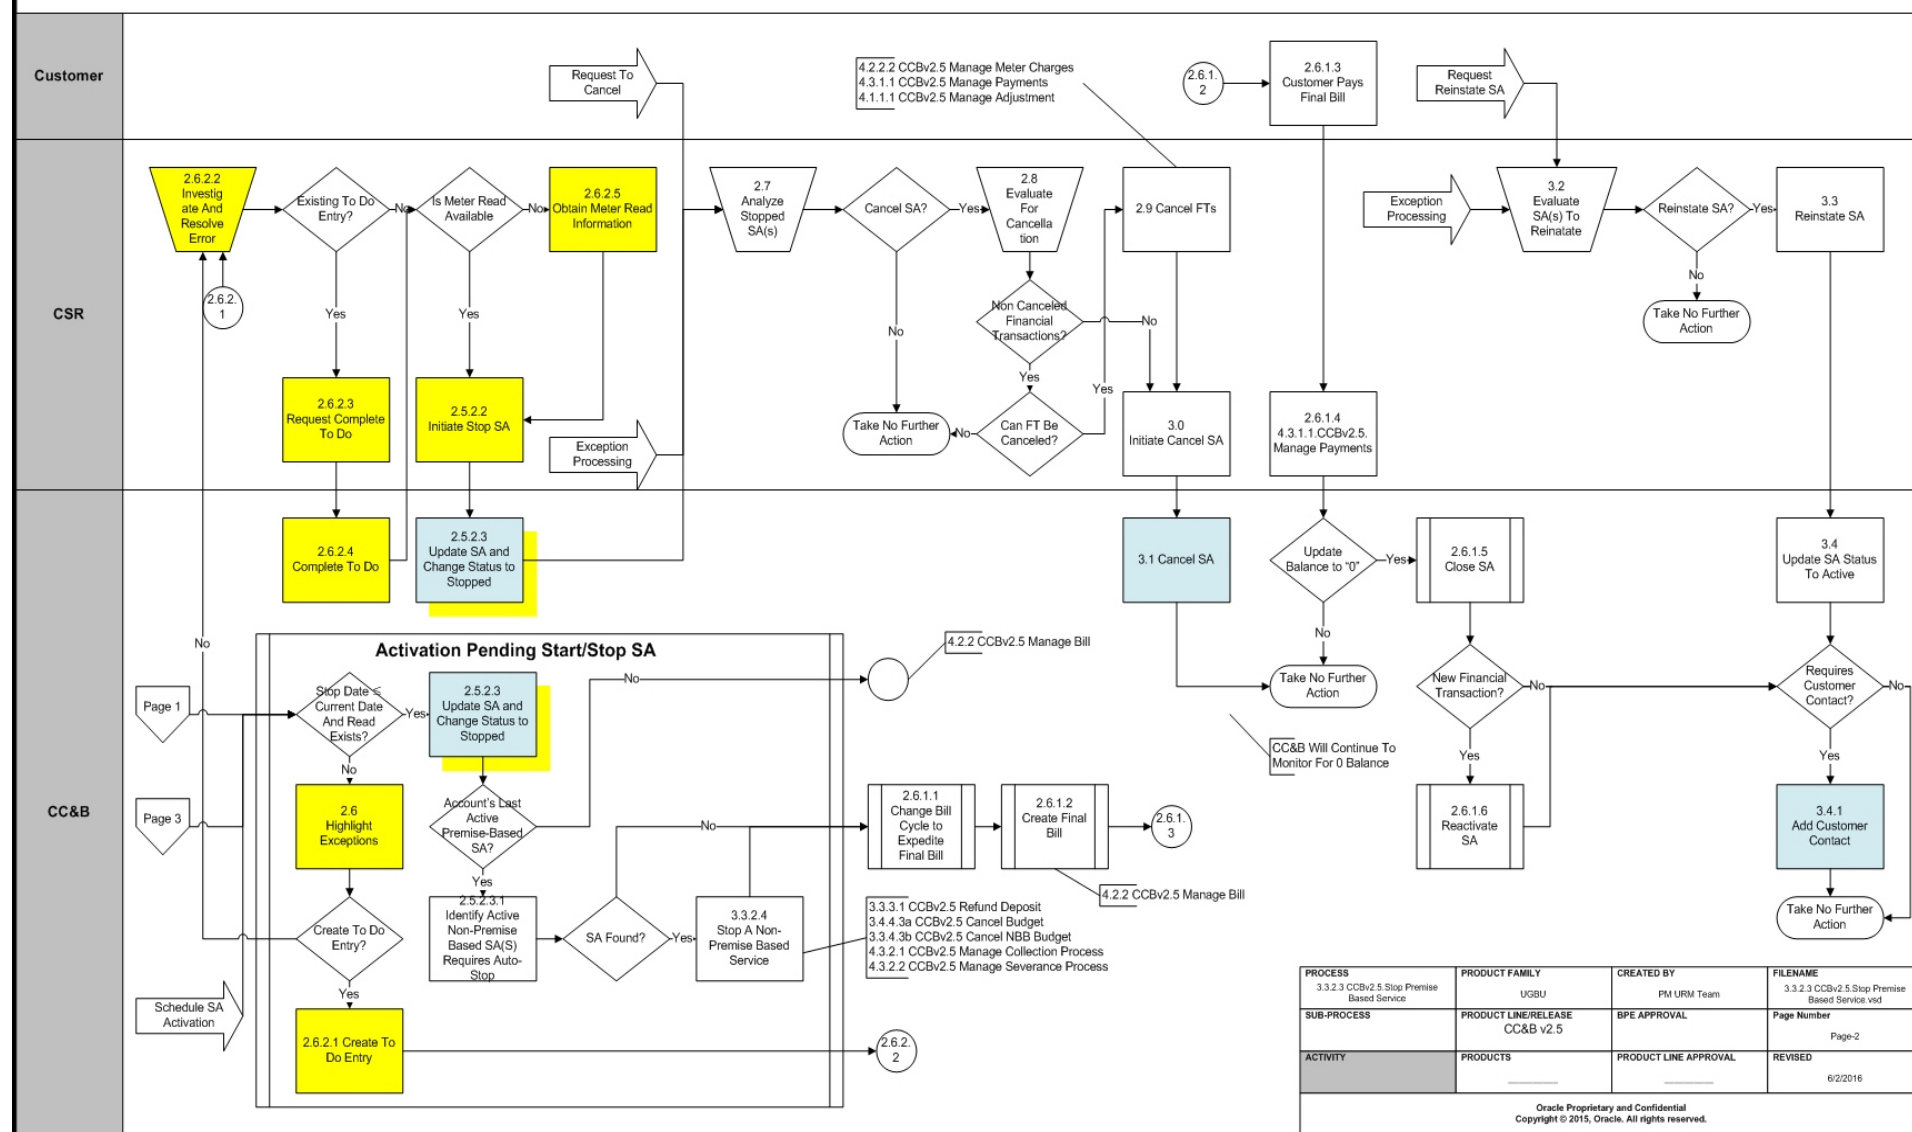 Customer
Request To
Cancel
4.2.2.2 CCBv2.5 Manage Meter Charges
4.3.1.1 CCBv2.5 Manage Payments
4.1.1.1 CCBv2.5 Manage Adjustment
2.6.1.
2
2.6.1.3
Customer Pays
Final Bill
Request
Reinstate SA
CSR
2.6.2.2
Investig
ate And
Resolve
Error
Existing To Do
Entry?
No
Is Meter Read
Available
No
2.6.2.5
Obtain Meter Read
Information
2.7
Analyze
Stopped
SA(s)
Cancel SA?
Yes
2.8
Evaluate
For
Cancella
tion
2.9 Cancel FTs
Exception
Processing
3.2
Evaluate
SA(s) To
Reinatate
Reinstate SA?
Yes
3.3
Reinstate SA
No
Take No Further
Action
2.6.2.
1
Yes
Yes
No
Non Canceled
Financial
Transactions?
No
Yes
Yes
2.6.2.3
Request Complete
To Do
2.5.2.2
Initiate Stop SA
Exception
Processing
Take No Further
Action
No
Can FT Be
Canceled?
3.0
Initiate Cancel SA
2.6.1.4
4.3.1.1.CCBv2.5.
Manage Payments
CC&B
2.6.2.4
Complete To Do
2.5.2.3
Update SA and
Change Status to
Stopped
3.1 Cancel SA
Update
Balance to “0”
Yes
2.6.1.5
Close SA
3.4
Update SA Status
To Active
No
No
Take No Further
Action
New Financial
Transaction?
No
Requires
Customer
Contact?
No
CC&B Will Continue To
Monitor For 0 Balance
Yes
Yes
2.6.1.6
Reactivate
SA
3.4.1
Add Customer
Contact
Take No Further
Action
Activation Pending Start/Stop SA
4.2.2 CCBv2.5 Manage Bill
Page 1
Stop Date ≤
Current Date
And Read
Exists?
Yes
2.5.2.3
Update SA and
Change Status to
Stopped
No
No
Page 3
2.6
Highlight
Exceptions
Account's Last
Active
Premise-Based
SA?
No
2.6.1.1
Change Bill
Cycle to
Expedite
Final Bill
2.6.1.2
Create Final
Bill
2.6.1.
3
Yes
4.2.2 CCBv2.5 Manage Bill
Create To Do
Entry?
2.5.2.3.1
Identify Active
Non-Premise
Based SA(S)
Requires Auto-
Stop
SA Found?
Yes
3.3.2.4
Stop A Non-
Premise Based
Service
3.3.3.1 CCBv2.5 Refund Deposit
3.4.4.3a CCBv2.5 Cancel Budget
3.3.4.3b CCBv2.5 Cancel NBB Budget
4.3.2.1 CCBv2.5 Manage Collection Process
4.3.2.2 CCBv2.5 Manage Severance Process
Yes
Schedule SA
Activation
2.6.2.1 Create To
Do Entry
2.6.2.
2
PROCESS
3.3.2.3 CCBv2.5.Stop Premise
Based Service
PRODUCT FAMILY
UGBU
CREATED BY
PM URM Team
FILENAME
3.3.2.3 CCBv2.5.Stop Premise
Based Service.vsd
SUB-PROCESS
PRODUCT LINE/RELEASE
CC&B v2.5
BPE APPROVAL
Page Number
Page-2
ACTIVITY
PRODUCTS
PRODUCT LINE APPROVAL
REVISED
6/2/2016
Oracle Proprietary and Confidential
Copyright © 2015, Oracle. All rights reserved.